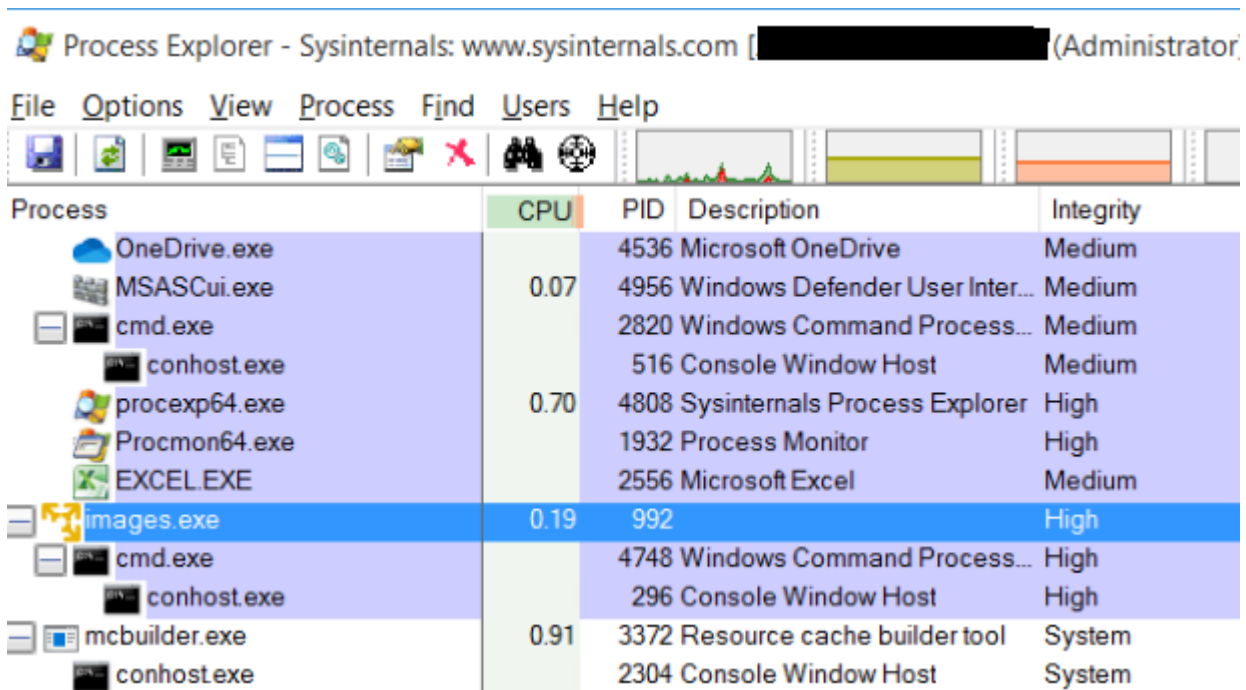 Process Explorer - Sysinternals: www.sysinternals.com [ (Administrator)
File Options View Process Find Users Help
Process CPU PID Description Integrity
OneDrive.exe 4536 Microsoft OneDrive Medium
MSASCui.exe 0.07 4956 Windows Defender User Inter... Medium
cmd.exe 2820 Windows Command Process... Medium
conhost.exe 516 Console Window Host Medium
procexp64.exe 0.70 4808 Sysinternals Process Explorer High
Procmon64.exe 1932 Process Monitor High
EXCEL.EXE 2556 Microsoft Excel Medium
images.exe 0.19 992 High
cmd.exe 4748 Windows Command Process... High
conhost.exe 296 Console Window Host High
mcbuilder.exe 0.91 3372 Resource cache builder tool System
conhost.exe 2304 Console Window Host System